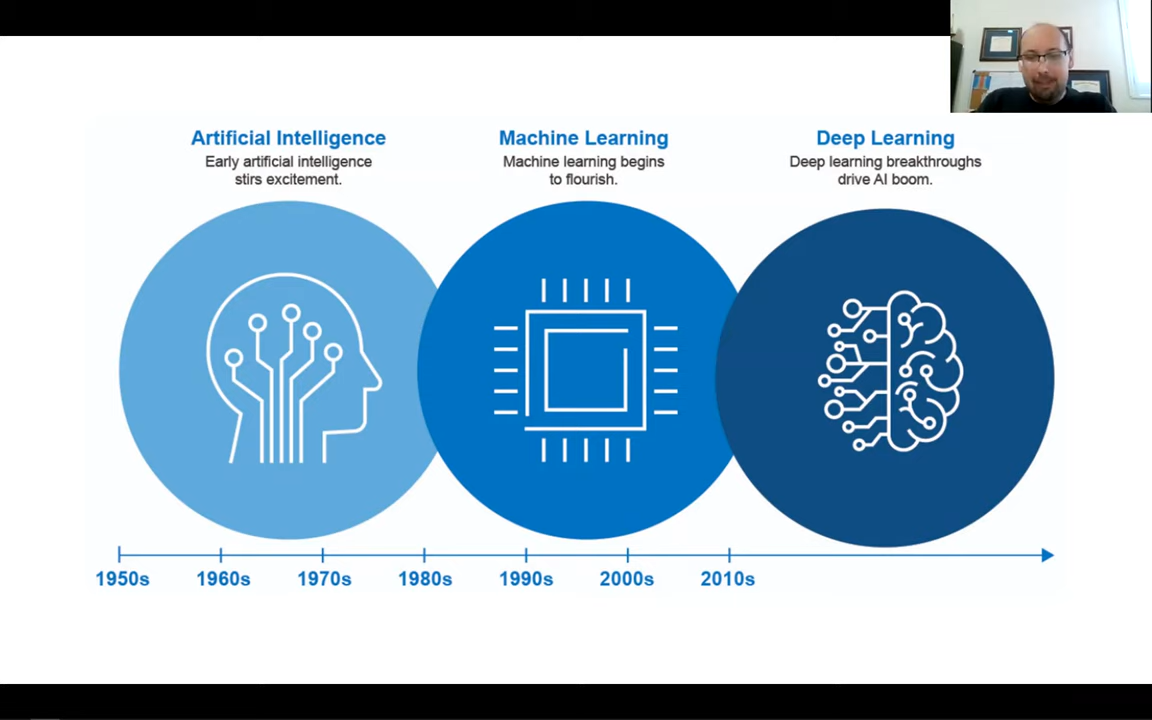 Artificial Intelligence
Early artificial intelligence
stirs excitement.
Machine Learning
Machine learning begins
to flourish.
Deep Learning
Deep learning breakthroughs
drive AI boom.
1950s
1960s
1970s
1980s
1990s
2000s
2010s